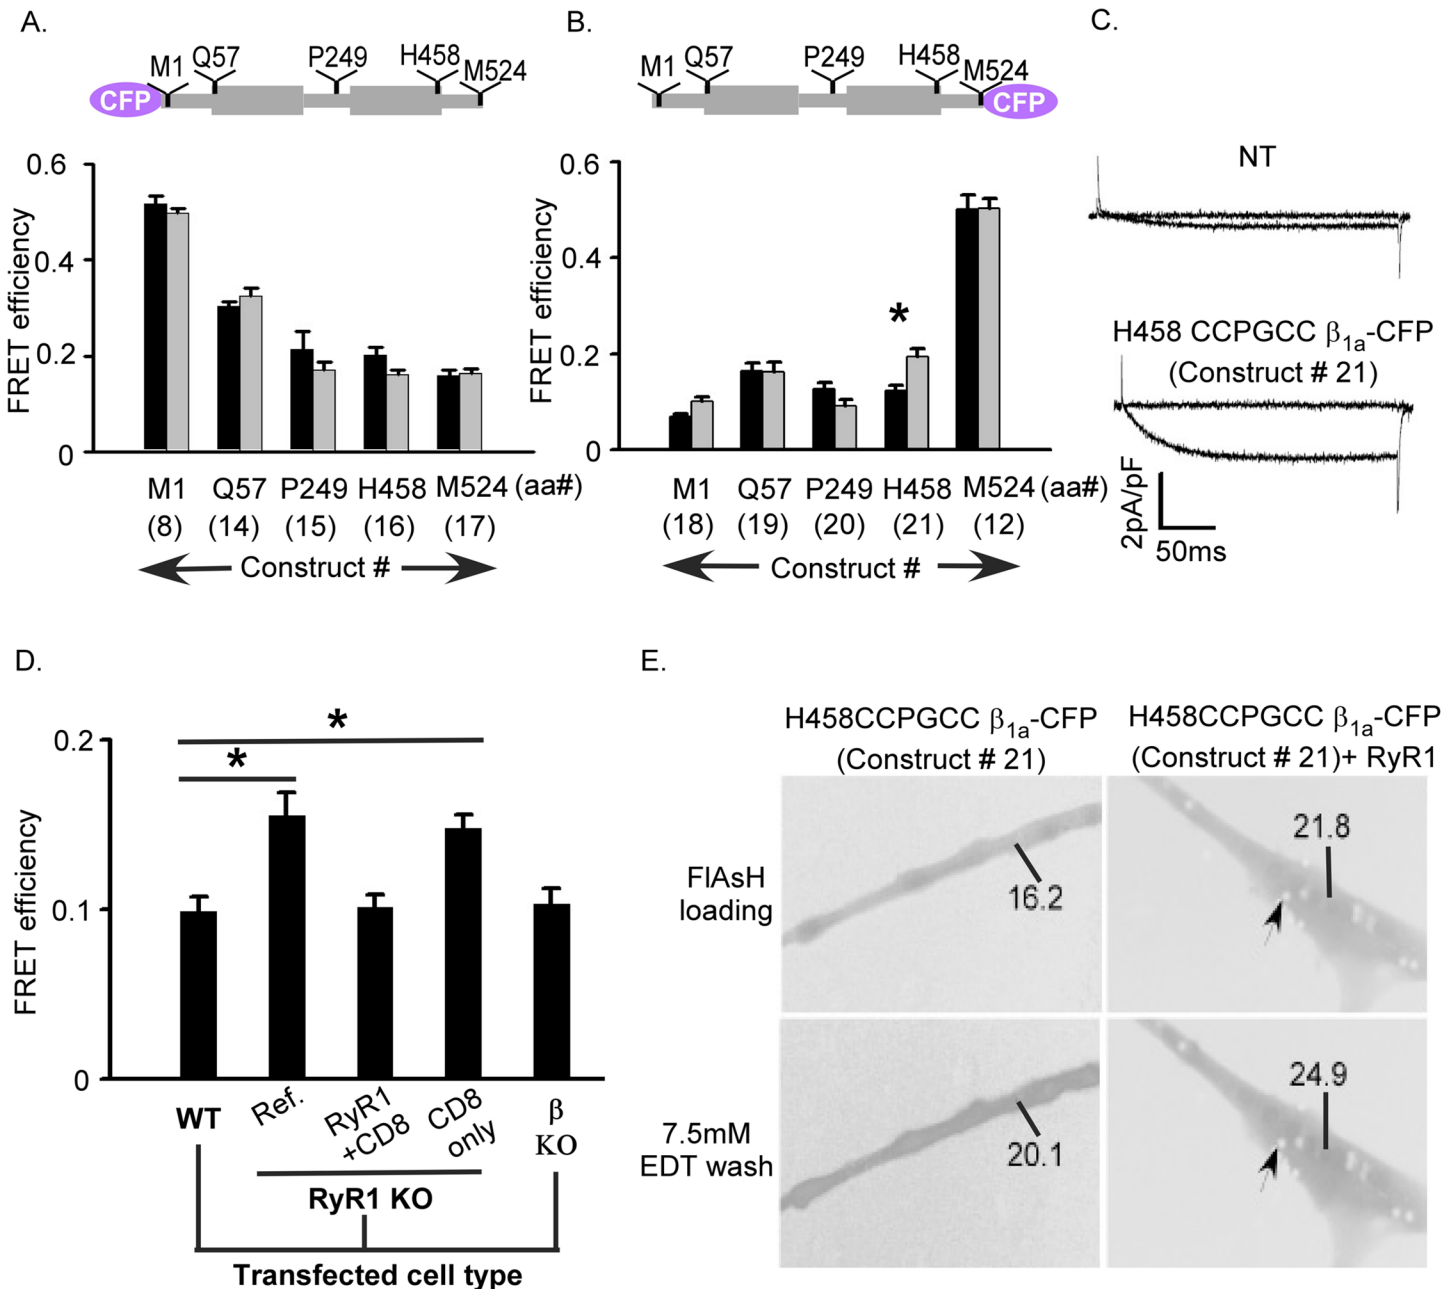 A.
M1 Q57 P249 H458 M524
CFP
FRET efficiency
0.6
0.4
0.2
0
M1 Q57 P249 H458 M524 (aa#)
(8) (14) (15) (16) (17)
Construct #
B.
M1 Q57 P249 H458 M524
CFP
FRET efficiency
0.6
0.4
0.2
0
*
M1 Q57 P249 H458 M524 (aa#)
(18) (19) (20) (21) (12)
Construct #
C.
NT
H458 CCPGCC β1a-CFP
(Construct # 21)
2pA/pF
50ms
D.
FRET efficiency
0.2
0.1
0
*
*
WT
Ref.
RyR1
+CD8
CD8
only
β
KO
RyR1 KO
Transfected cell type
E.
H458CCPGCC β1a-CFP
(Construct # 21)
H458CCPGCC β1a-CFP
(Construct # 21)+ RyR1
FlAsH
loading
16.2
21.8
7.5mM
EDT wash
20.1
24.9